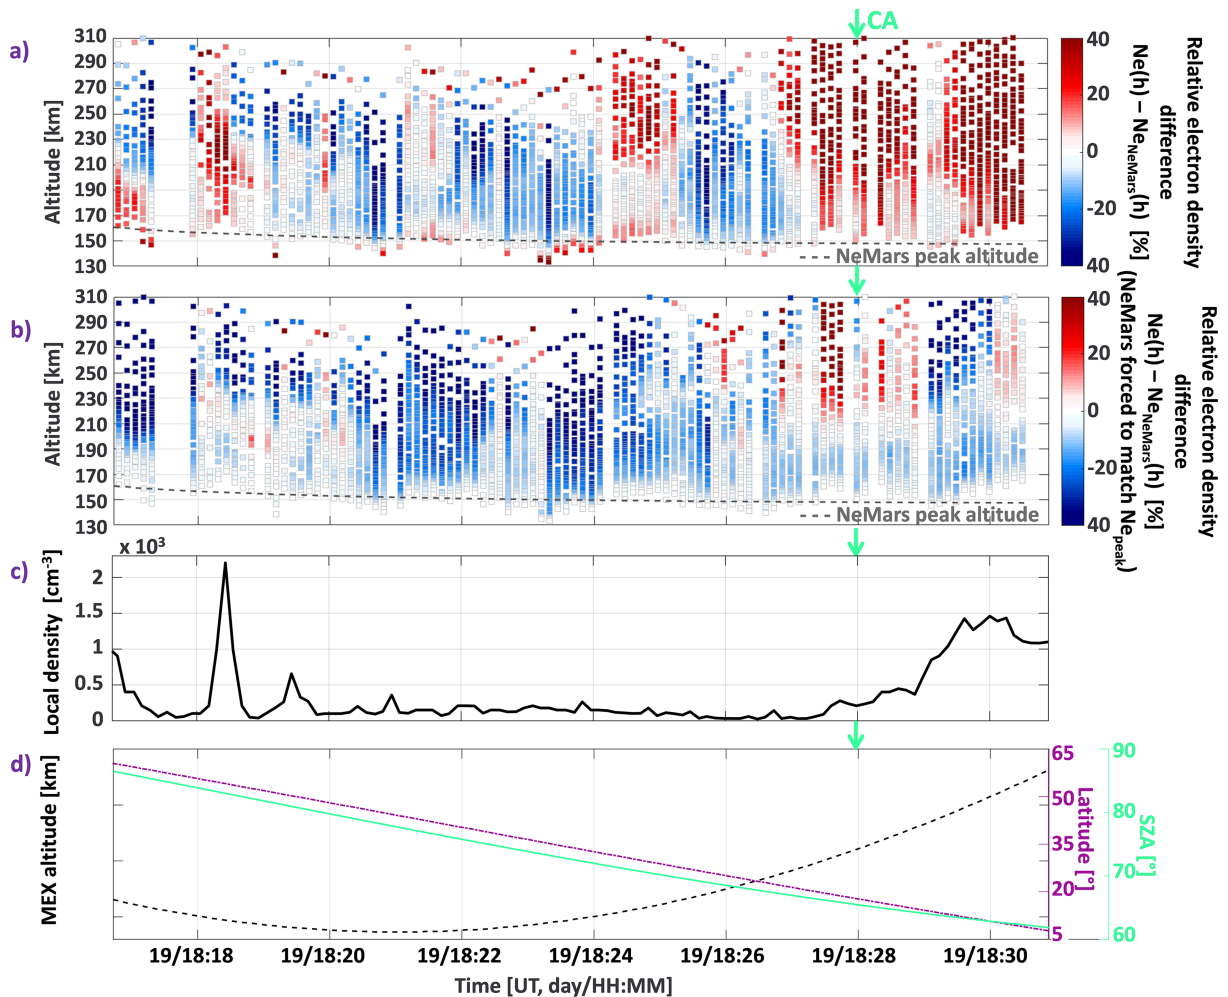 CA
a)
310
290
270
250
230
210
190
170
150
130
Altitude [km]
NeMars peak altitude
40
20
0
-20
40
Ne(h) – NeNeMars(h) [%]
Relative electron density
difference
b)
310
290
270
250
230
210
190
170
150
130
Altitude [km]
NeMars peak altitude
40
20
0
-20
40
(NeMars forced to match Nepeak)
Ne(h) – NeNeMars(h) [%]
Relative electron density
difference
c)
x 10³
2
1.5
1
0.5
0
Local density [cm⁻³]
d)
MEX altitude [km]
65
50
35
20
5
Latitude [°]
90
80
70
60
SZA [°]
19/18:18
19/18:20
19/18:22
19/18:24
19/18:26
19/18:28
19/18:30
Time [UT, day/HH:MM]